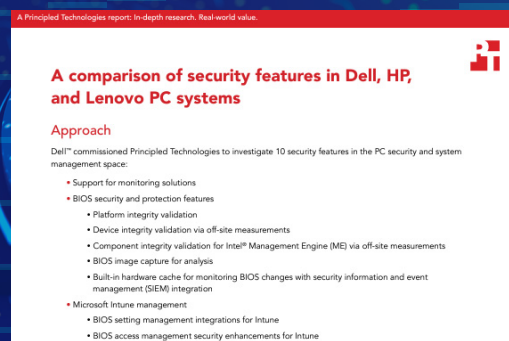 A Principled Technologies report: In-depth research. Real-world value.
PT
A comparison of security features in Dell, HP,
and Lenovo PC systems
Approach
Dell™ commissioned Principled Technologies to investigate 10 security features in the PC security and system
management space:
• Support for monitoring solutions
• BIOS security and protection features
• Platform integrity validation
• Device integrity validation via off-site measurements
• Component integrity validation for Intel® Management Engine (ME) via off-site measurements
• BIOS image capture for analysis
• Built-in hardware cache for monitoring BIOS changes with security information and event
management (SIEM) integration
• Microsoft Intune management
• BIOS setting management integrations for Intune
• BIOS access management security enhancements for Intune